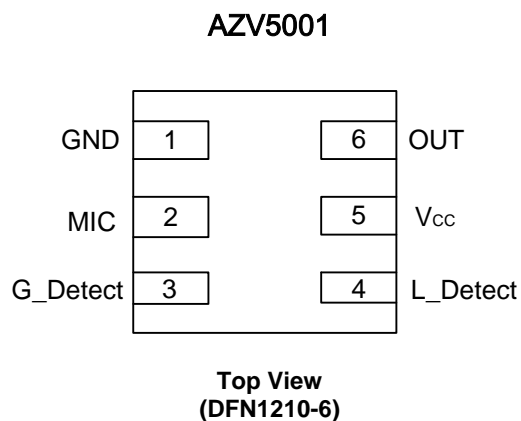 AZV5001
GND 1 6 OUT
MIC 2 5 Vcc
G_Detect 3 4 L_Detect
Top View
(DFN1210-6)